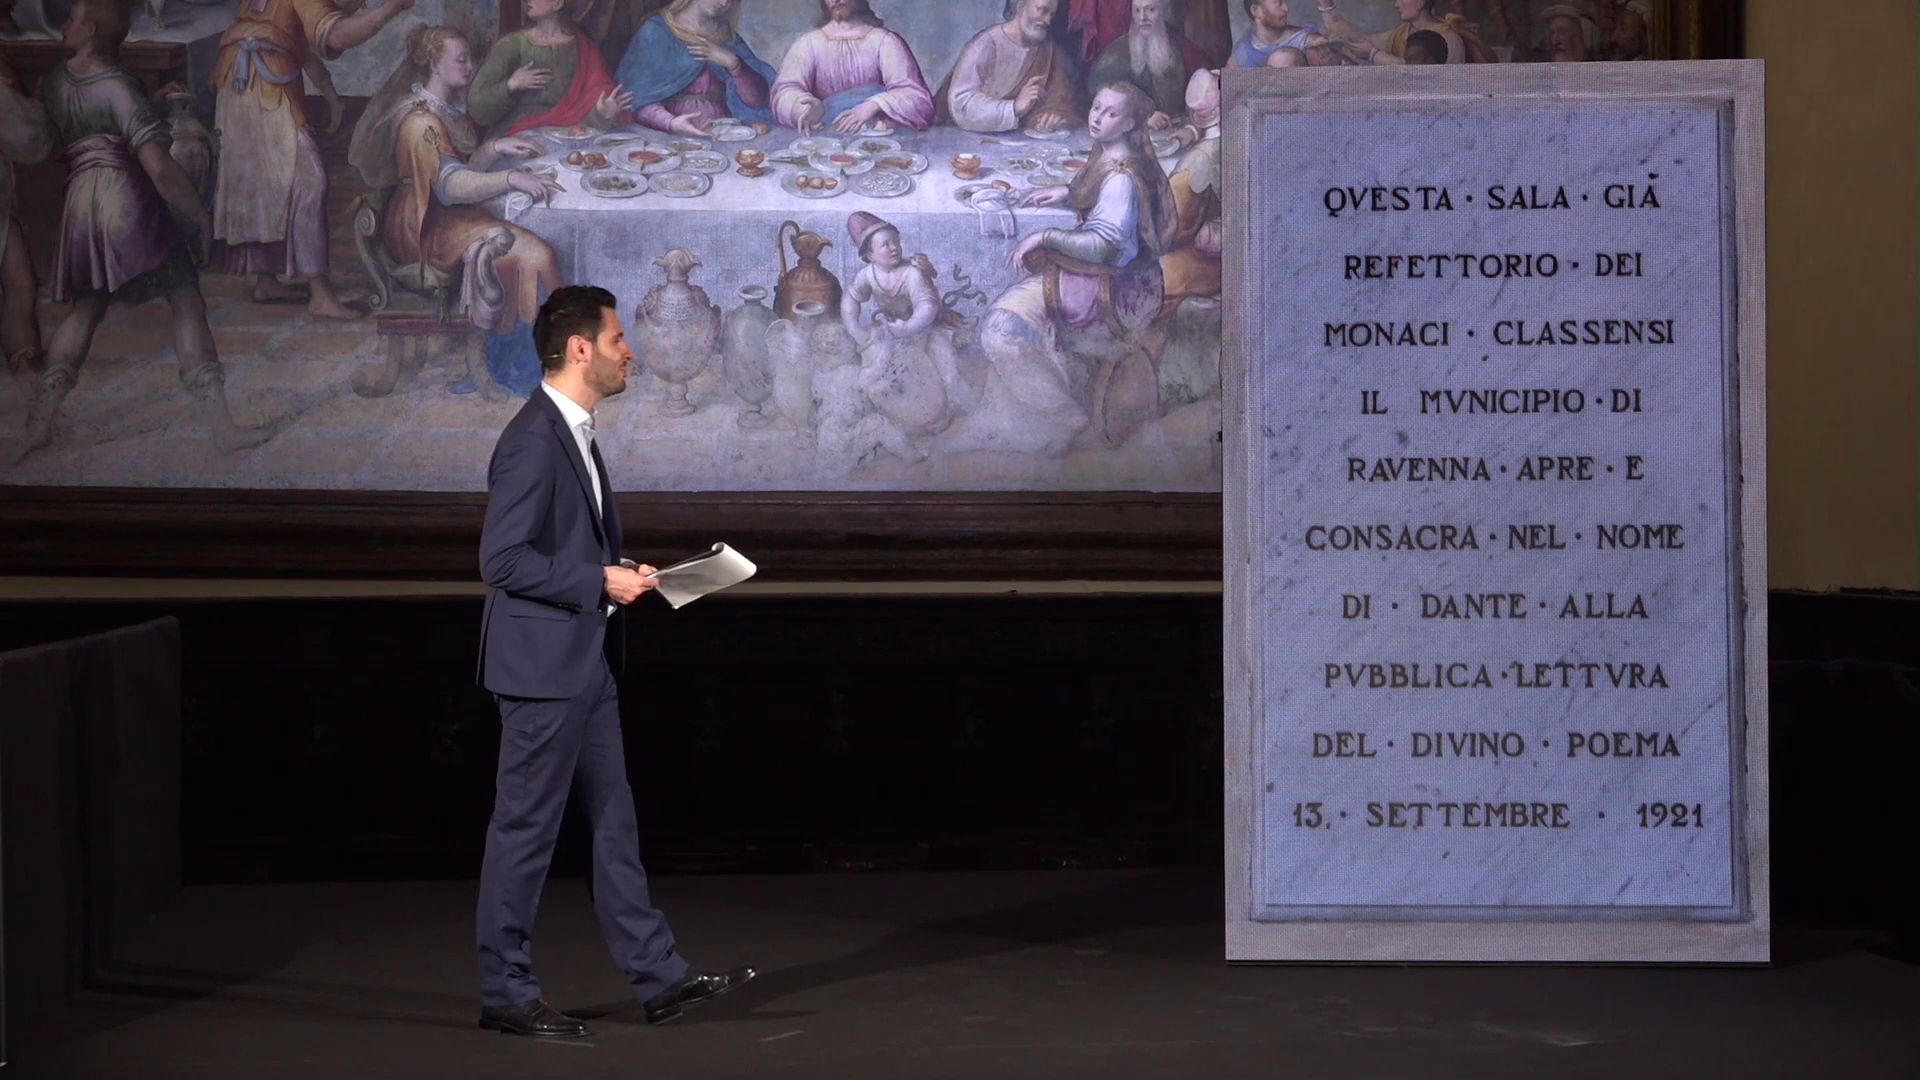 QVESTA · SALA · GIÀ
REFETTORIO · DEI
MONACI · CLASSENSI
IL MVNICIPIO · DI
RAVENNA · APRE · E
CONSACRA · NEL · NOME
DI · DANTE · ALLA
PVBBLICA · LETTVRA
DEL · DIVINO · POEMA
13 · SETTEMBRE · 1921